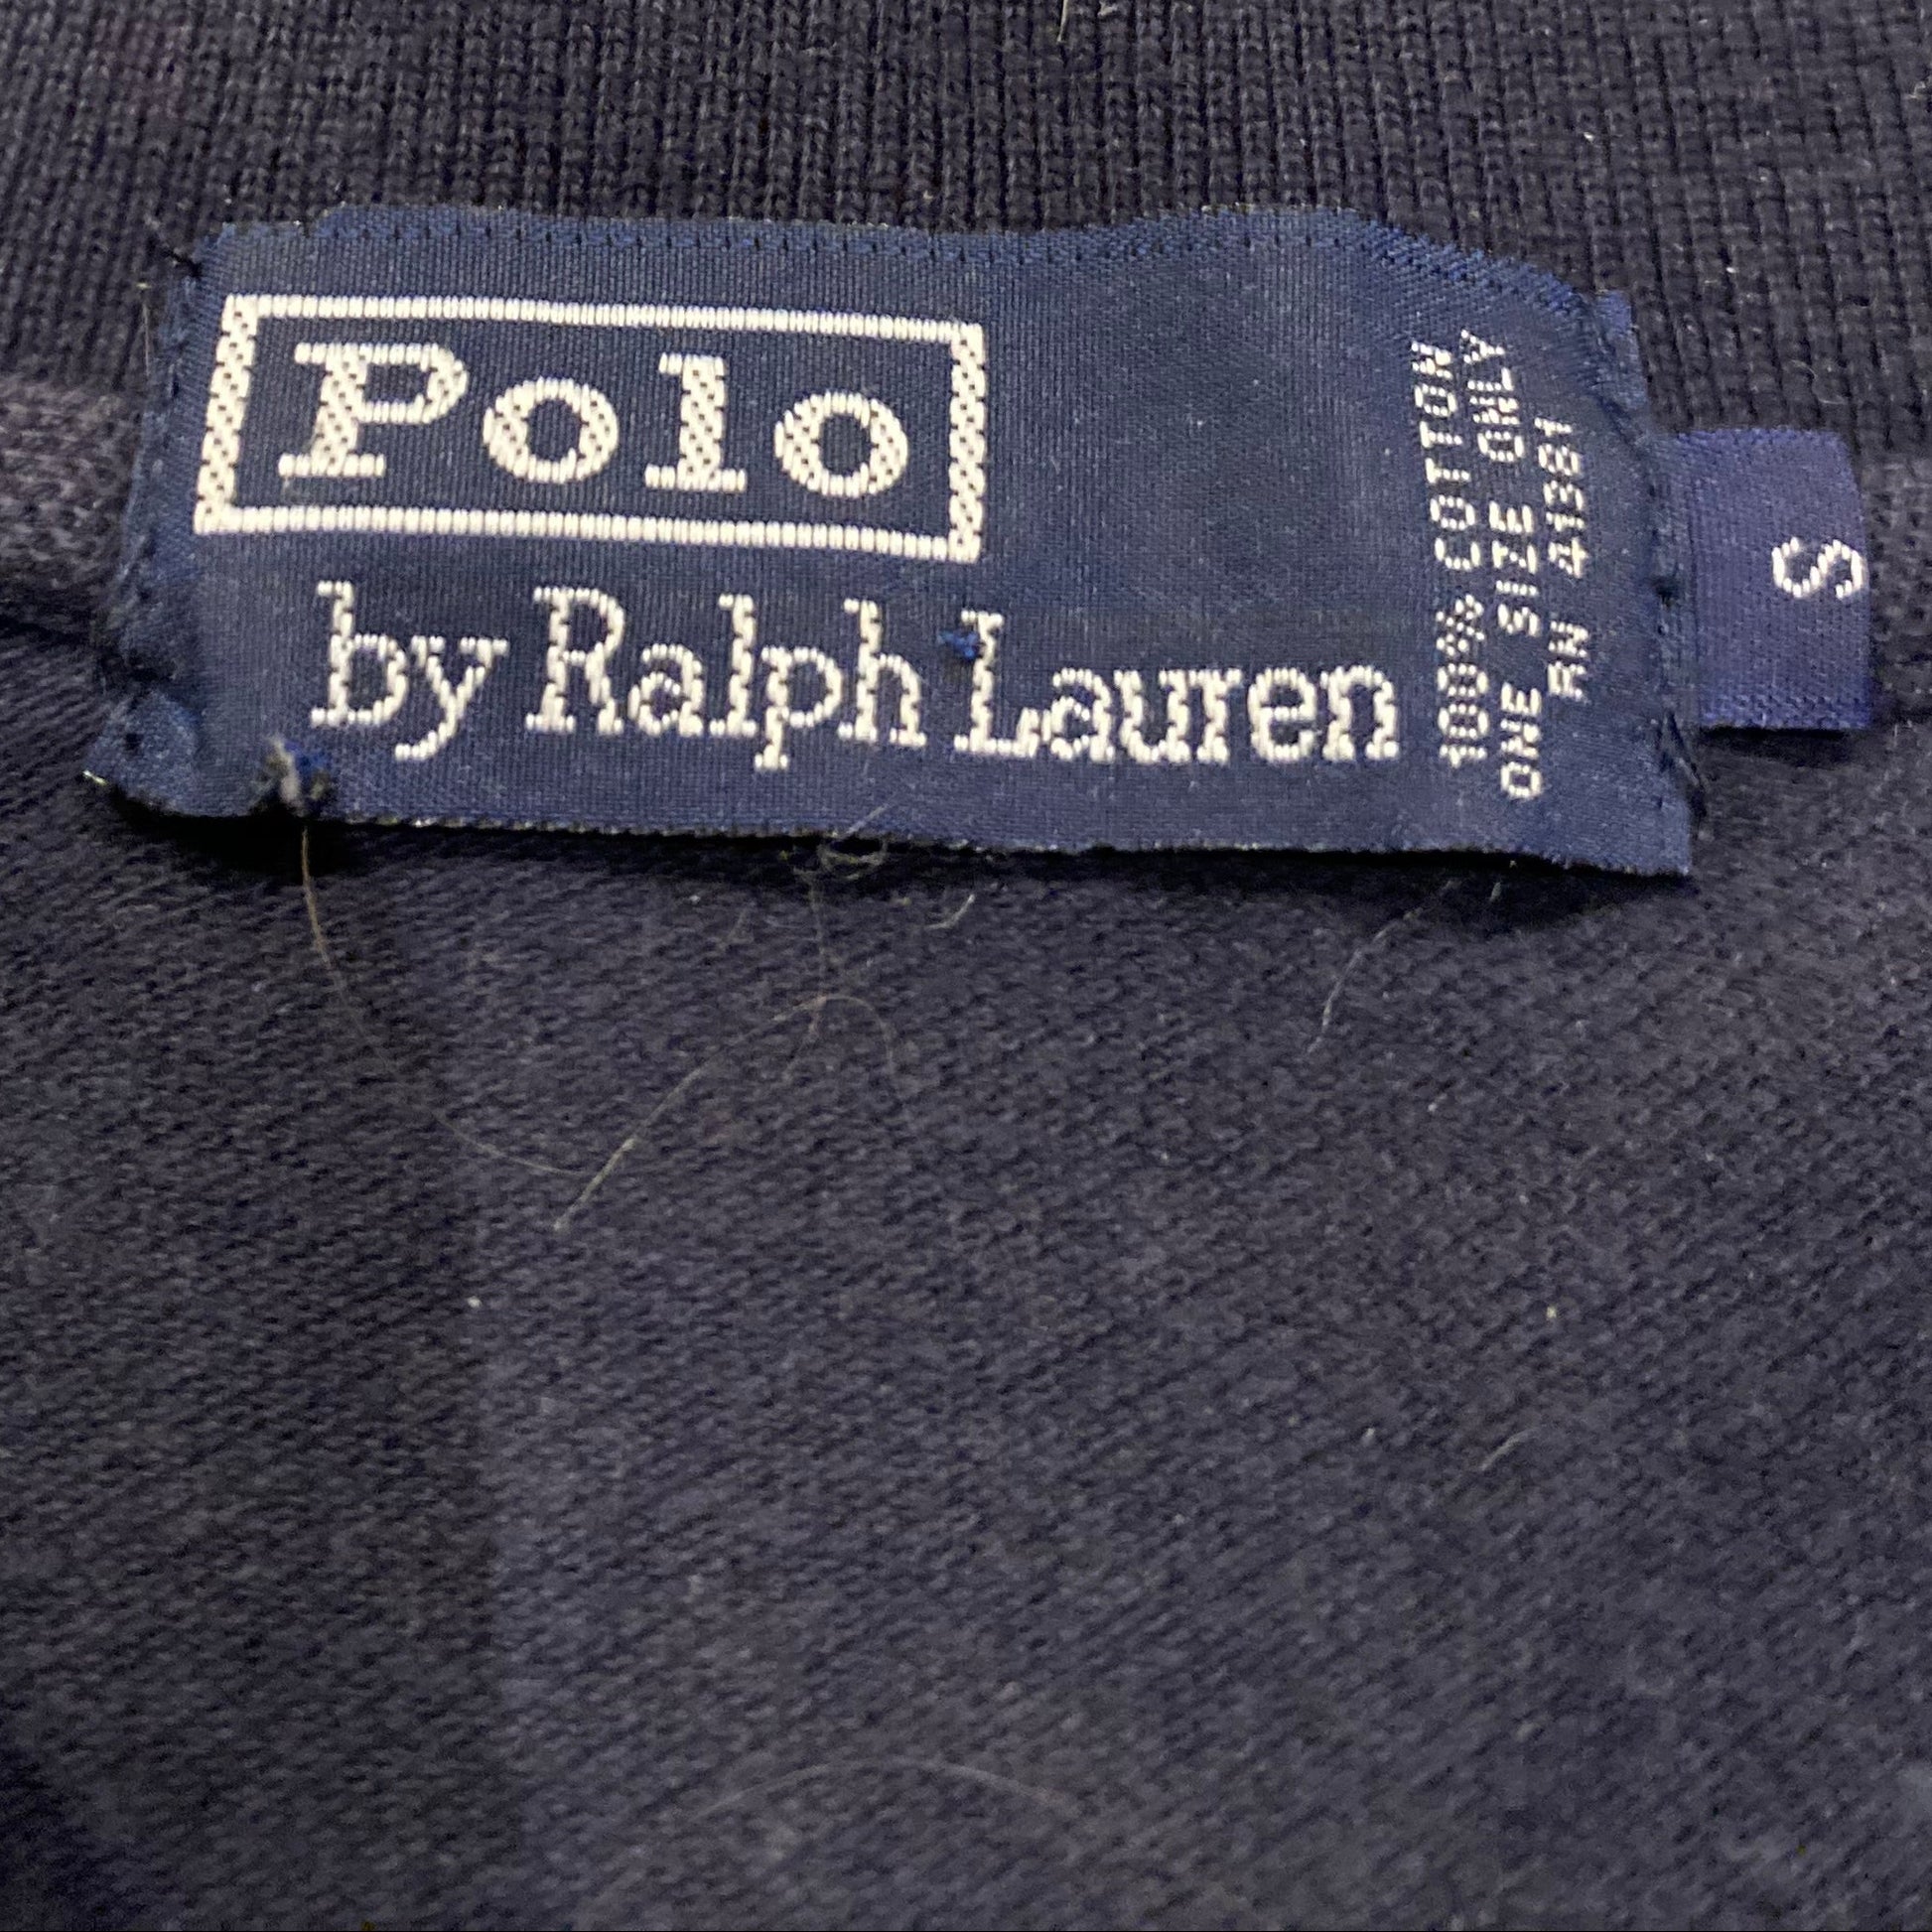 Polo
by Ralph Lauren
100% COTTON
ONE SIZE ONLY
RN 41381
S